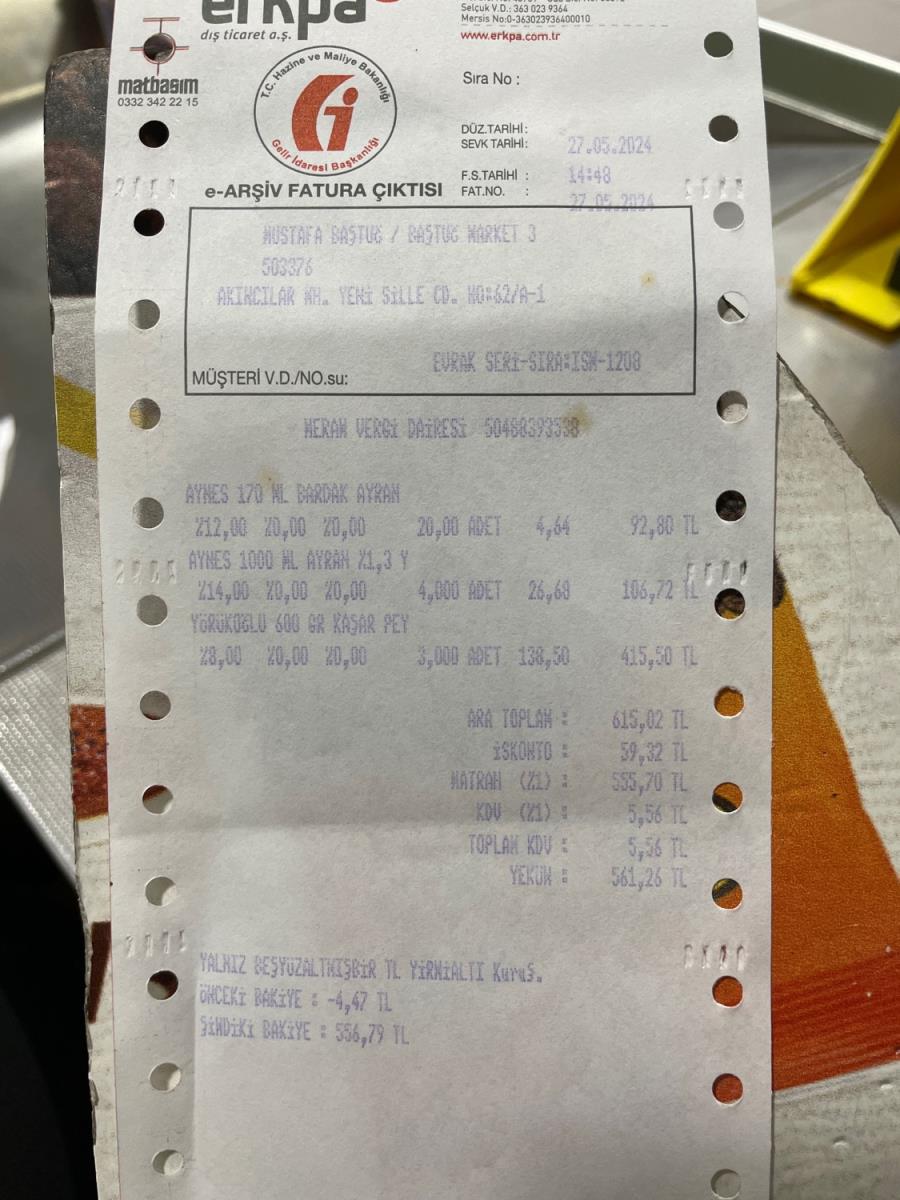 erkpa
dış ticaret a.ş.
Selçuk V.D.: 363 023 9364
Mersis No:0-363023936400010
www.erkpa.com.tr
matbasım
0332 342 22 15
T.C. Hazine ve Maliye Bakanlığı
Gelir İdaresi Başkanlığı
Sıra No :
DÜZ.TARİHİ:
SEVK TARİHİ: 27.05.2024
F.S.TARİHİ : 14:48
FAT.NO. : 27.05.2024
e-ARŞİV FATURA ÇIKTISI
MUSTAFA BAŞTUĞ / BAŞTUĞ MARKET 3
503376
AKINCILAR MH. YENİ SİLLE CD. NO:62/A-1
EVRAK SERİ-SIRA:ISM-1208
MÜŞTERİ V.D./NO.su:
MERAM VERGİ DAİRESİ 50488393538
AYNES 170 ML BARDAK AYRAN
%12,00 %0,00 %0,00 20,00 ADET 4,64 92,80 TL
AYNES 1000 ML AYRAN %1,3 Y
%14,00 %0,00 %0,00 4,000 ADET 26,68 106,72 TL
YÖRÜKOĞLU 600 GR KAŞAR PEY
%8,00 %0,00 %0,00 3,000 ADET 138,50 415,50 TL
ARA TOPLAM : 615,02 TL
İSKONTO : 59,32 TL
MATRAH (%1) : 555,70 TL
KDV (%1) : 5,56 TL
TOPLAM KDV : 5,56 TL
YEKUN : 561,26 TL
YALNIZ BEŞYÜZALTMIŞBİR TL YİRMİALTI Kuruş.
ÖNCEKİ BAKİYE : -4,47 TL
ŞİMDİKİ BAKİYE : 556,79 TL